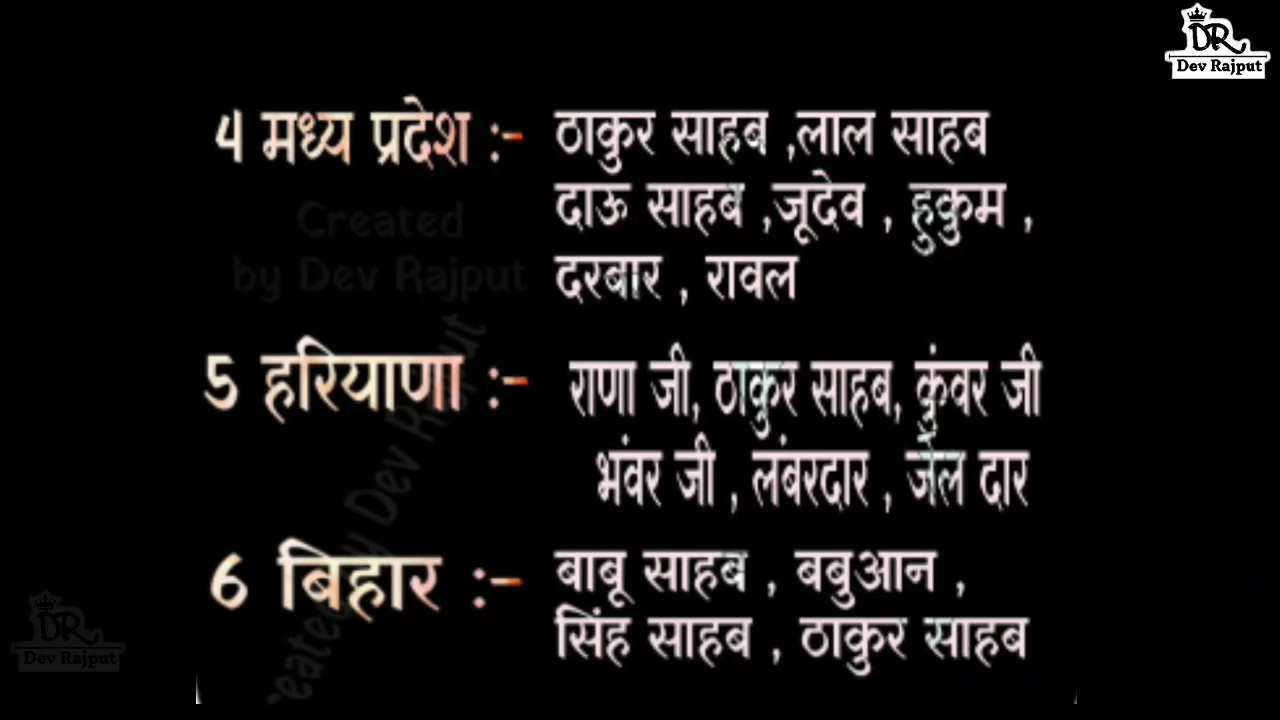 DR
Dev Rajput
4 मध्य प्रदेश :- ठाकुर साहब ,लाल साहब
दाऊ साहब ,जूदेव , हुकुम ,
Created
by Dev Rajput
दरबार , रावल
5 हरियाणा :- राणा जी, ठाकुर साहब, कुंवर जी
भंवर जी , लंबरदार , जेल दार
6 बिहार :- बाबू साहब , बबुआन ,
सिंह साहब , ठाकुर साहब
DR
Dev Rajput